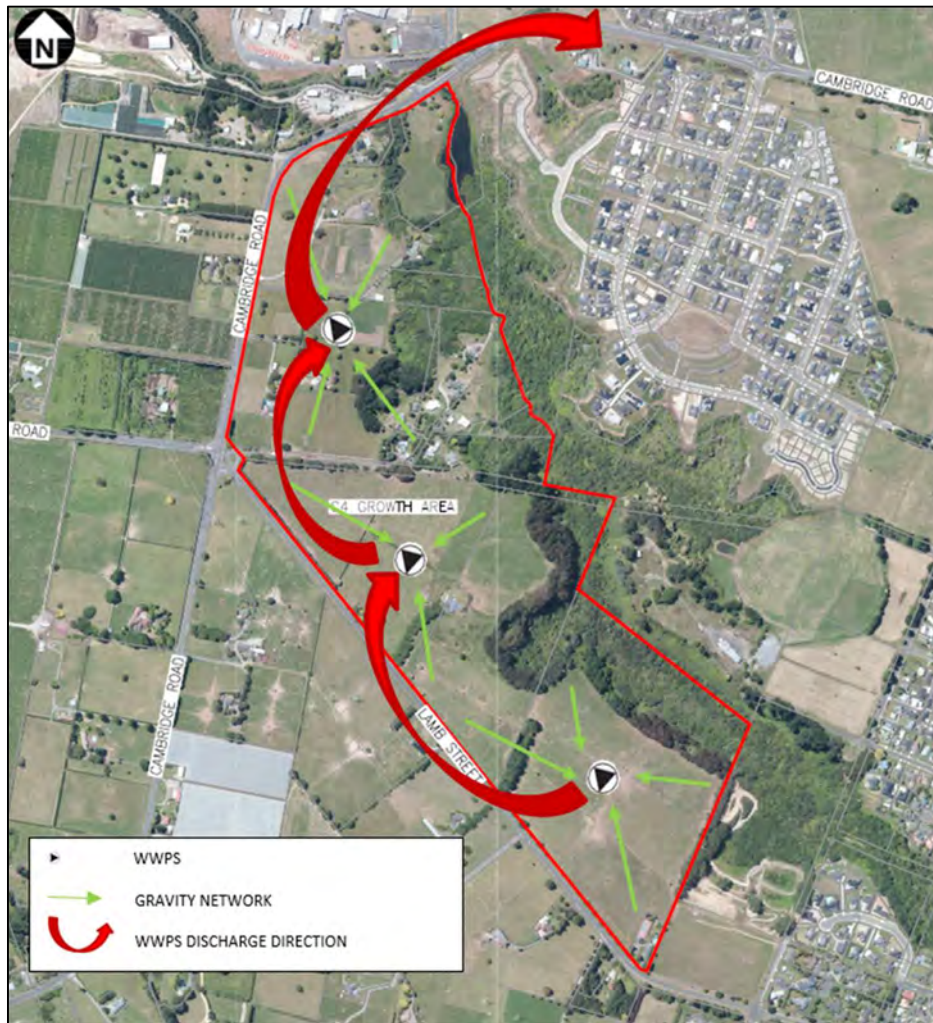 N
CAMBRIDGE ROAD
CAMBRIDGE ROAD
ROAD
C4 GROWTH AREA
LAMB STREET
CAMBRIDGE ROAD
WWPS
GRAVITY NETWORK
WWPS DISCHARGE DIRECTION